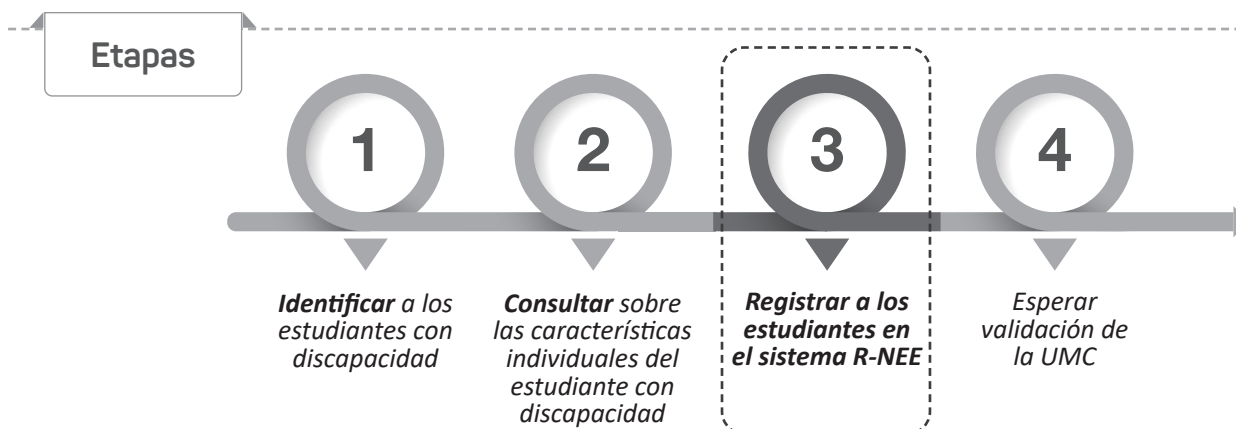 Etapas
1
2
3
4
Identificar a los
estudiantes con
discapacidad
Consultar sobre
las características
individuales del
estudiante con
discapacidad
Registrar a los
estudiantes en
el sistema R-NEE
Esperar
validación de
la UMC